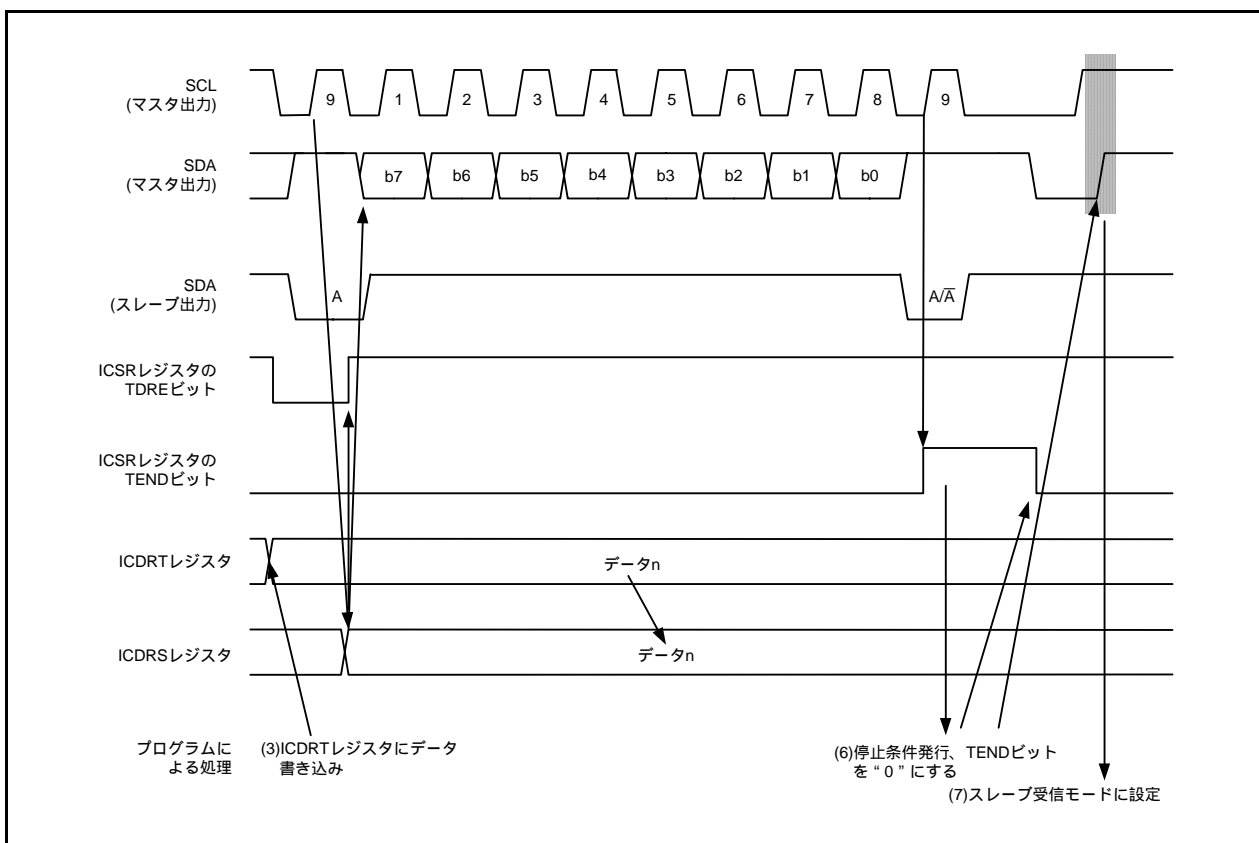 SCL
(マスタ出力)
9 1 2 3 4 5 6 7 8 9
SDA
(マスタ出力)
b7 b6 b5 b4 b3 b2 b1 b0
SDA
(スレーブ出力)
A A/A̅
ICSRレジスタの
TDREビット
ICSRレジスタの
TENDビット
ICDRTレジスタ
データn
ICDRSレジスタ
データn
プログラムに
よる処理
(3)ICDRTレジスタにデータ
書き込み
(6)停止条件発行、TENDビット
を“0”にする
(7)スレーブ受信モードに設定